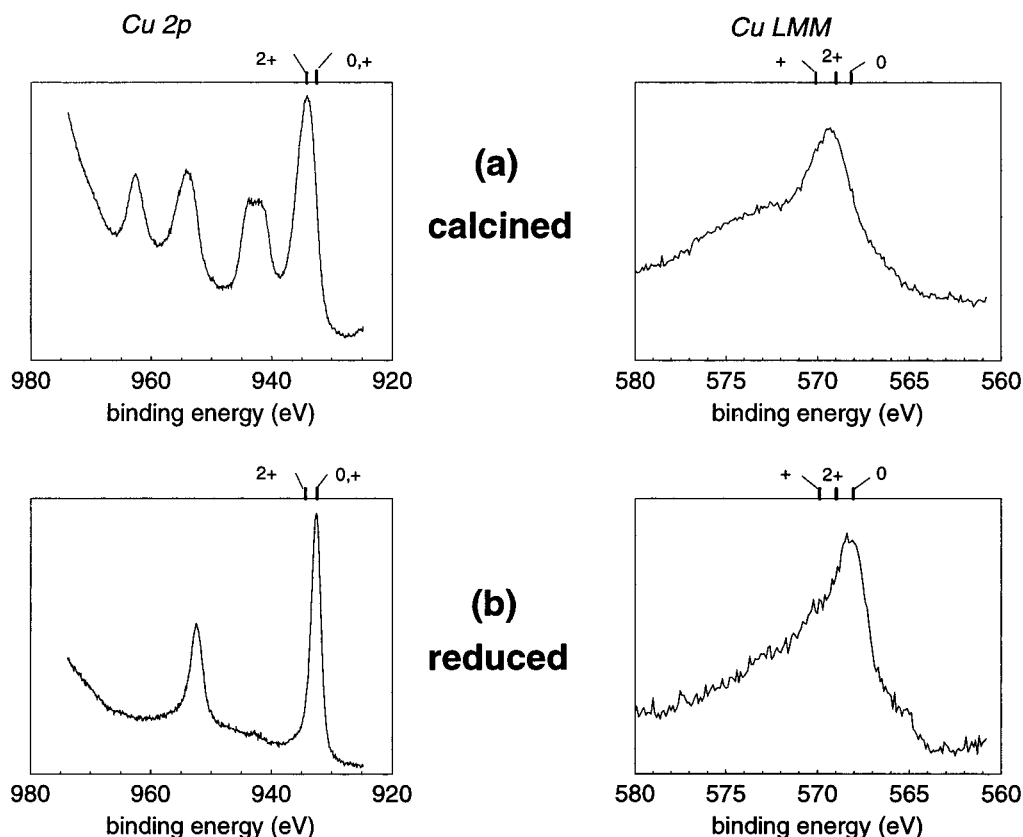 Cu 2p
Cu LMM
2+ 0,+
+ 2+ 0
(a)
calcined
980 960 940 920
binding energy (eV)
580 575 570 565 560
binding energy (eV)
2+ 0,+
+ 2+ 0
(b)
reduced
980 960 940 920
binding energy (eV)
580 575 570 565 560
binding energy (eV)